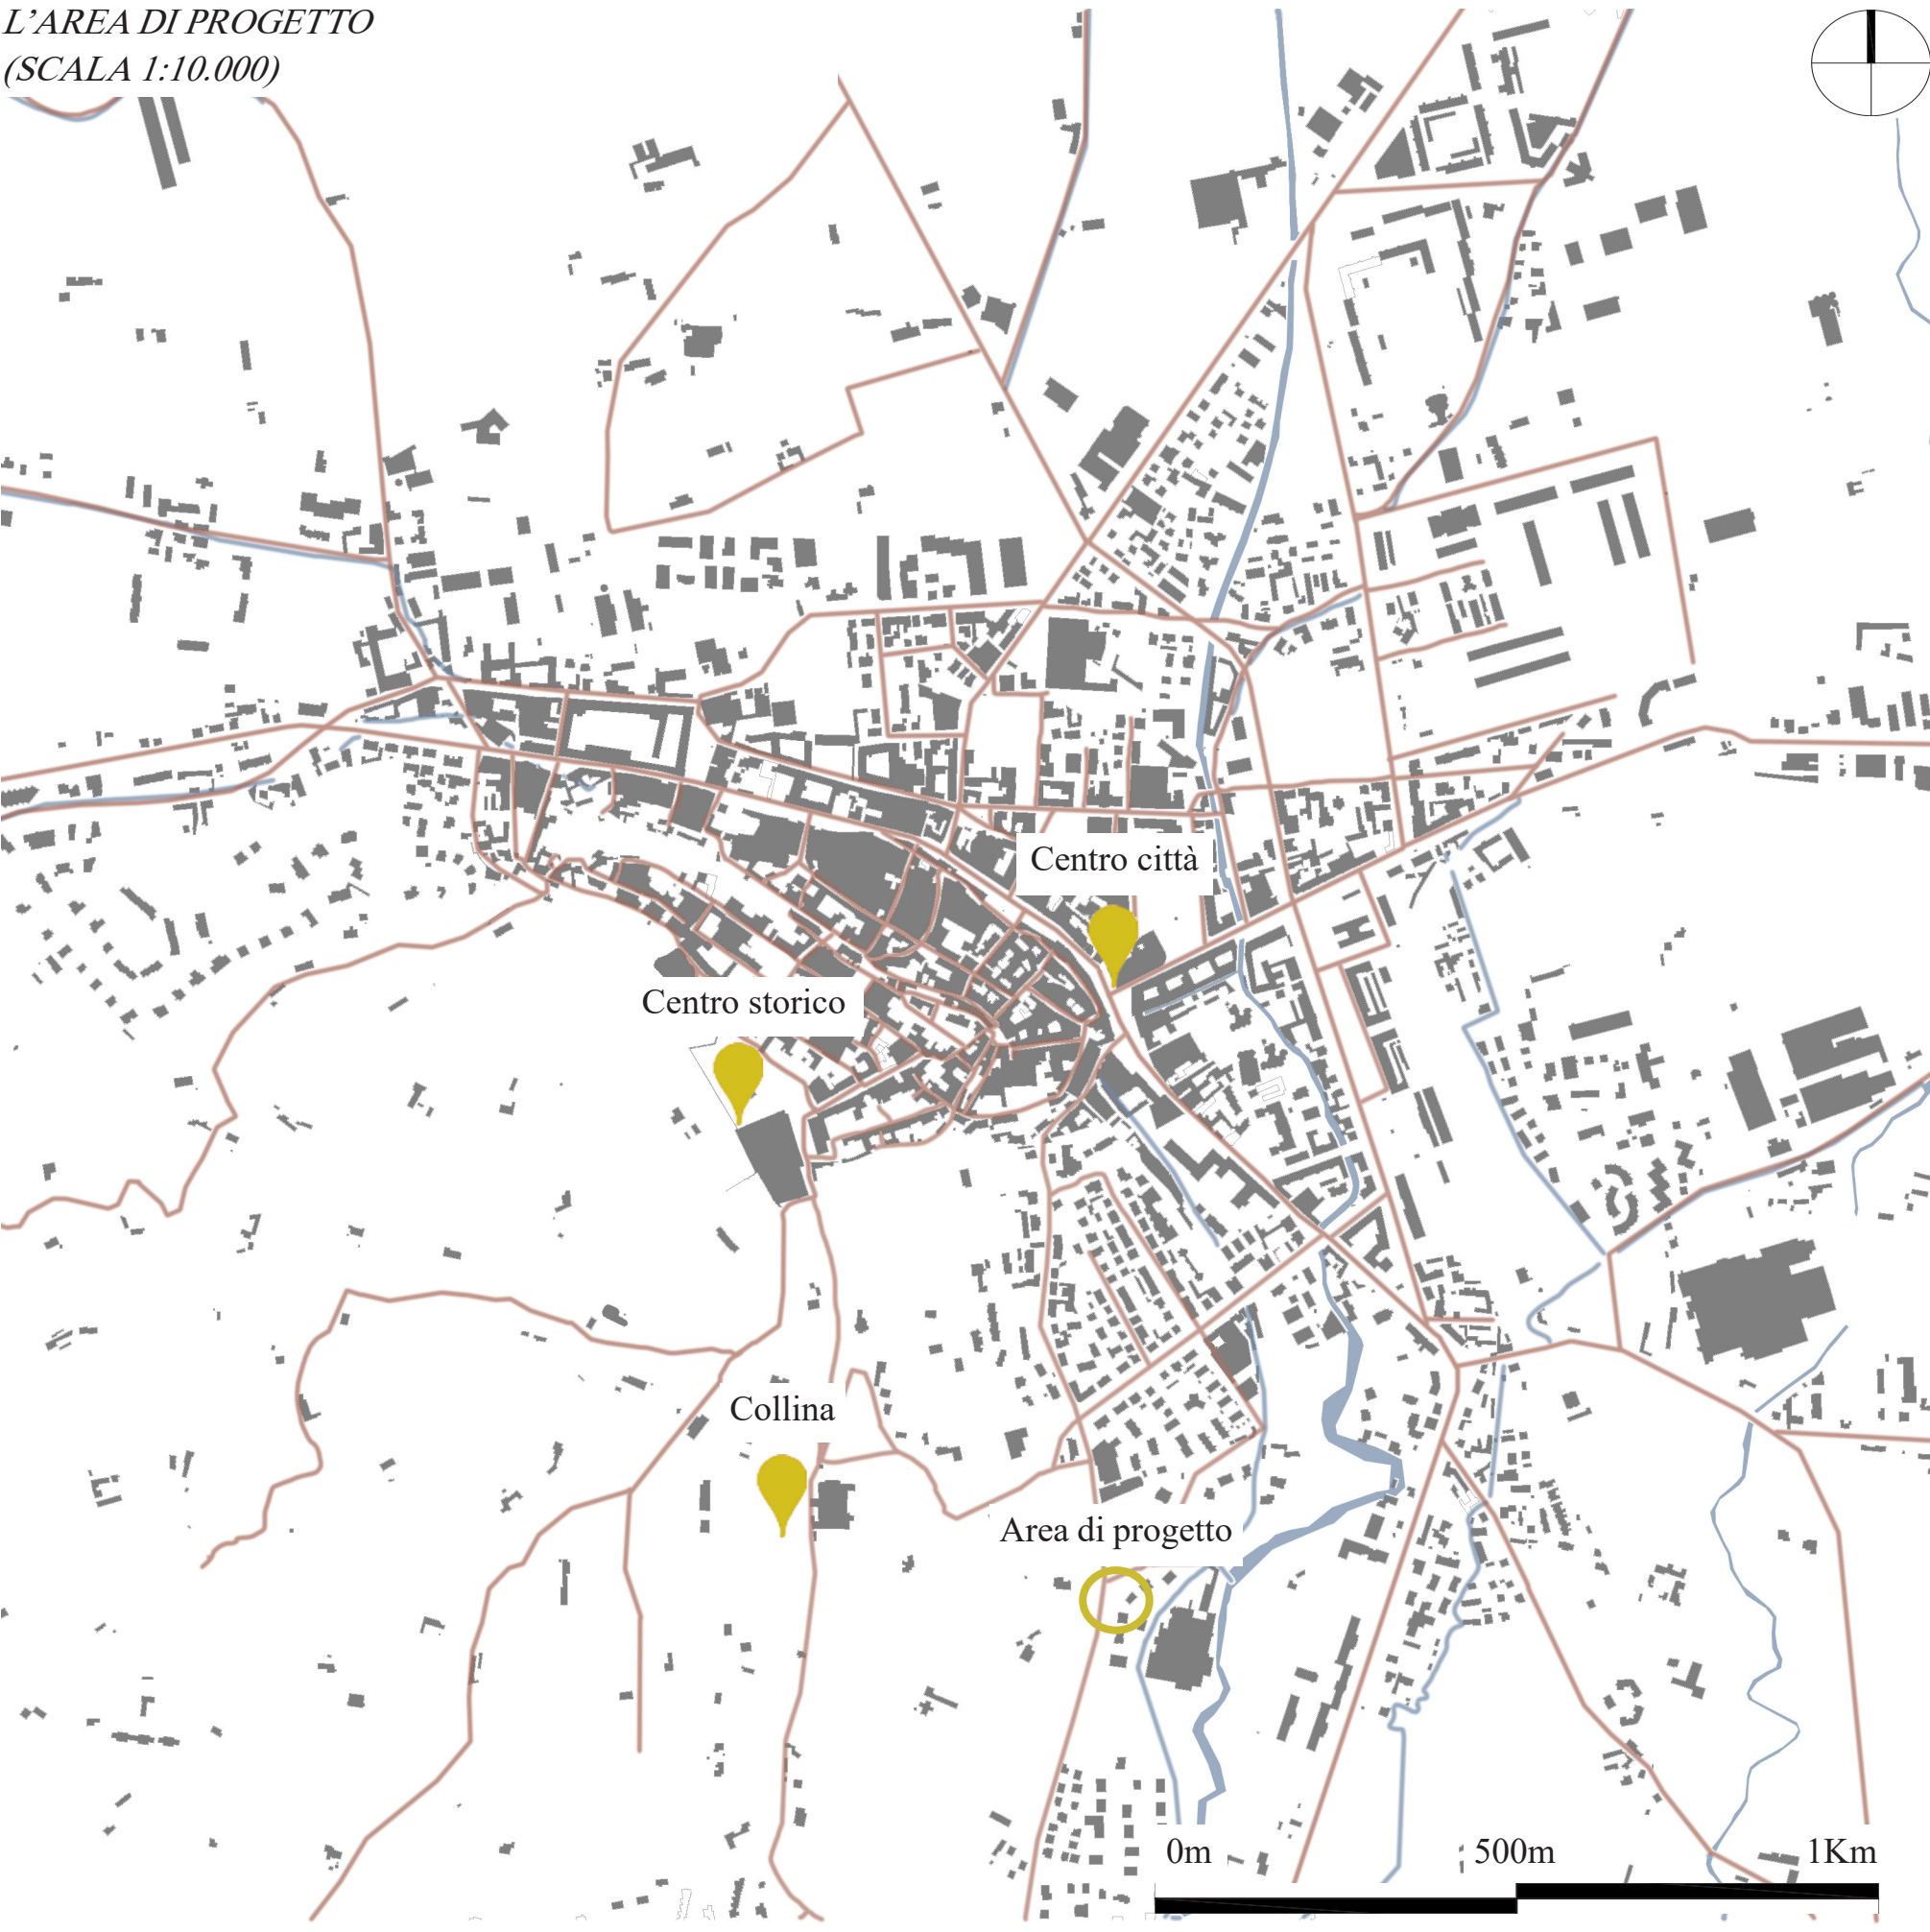 L'AREA DI PROGETTO
(SCALA 1:10.000)
Centro città
Centro storico
Collina
Area di progetto
0m 500m 1Km